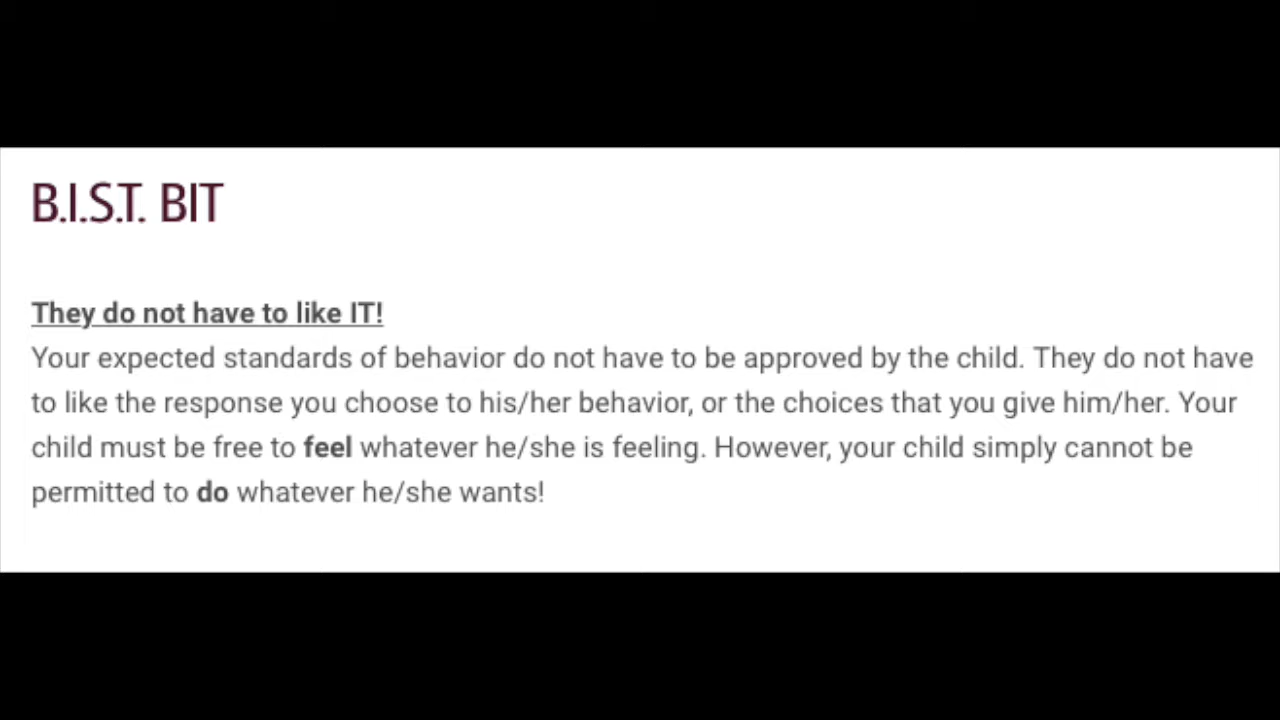 B.I.S.T. BIT
They do not have to like IT!
Your expected standards of behavior do not have to be approved by the child. They do not have
to like the response you choose to his/her behavior, or the choices that you give him/her. Your
child must be free to feel whatever he/she is feeling. However, your child simply cannot be
permitted to do whatever he/she wants!